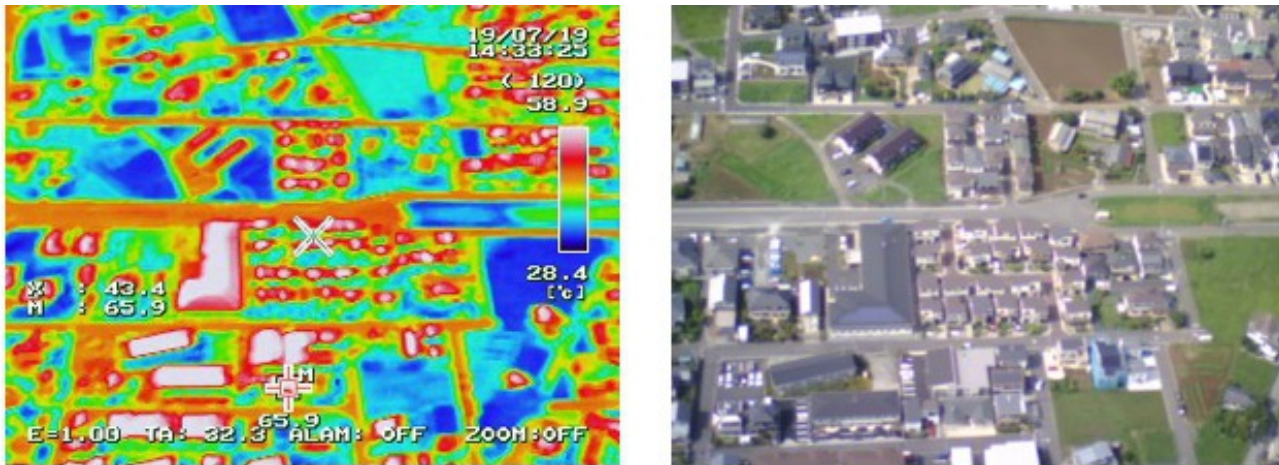 19/07/19
14:33:25
(-120)
58.9
28.4
[℃]
X : 43.4
M : 65.9
M
65.9
E=1.00 TA: 32.3 ALAM: OFF ZOOM:OFF